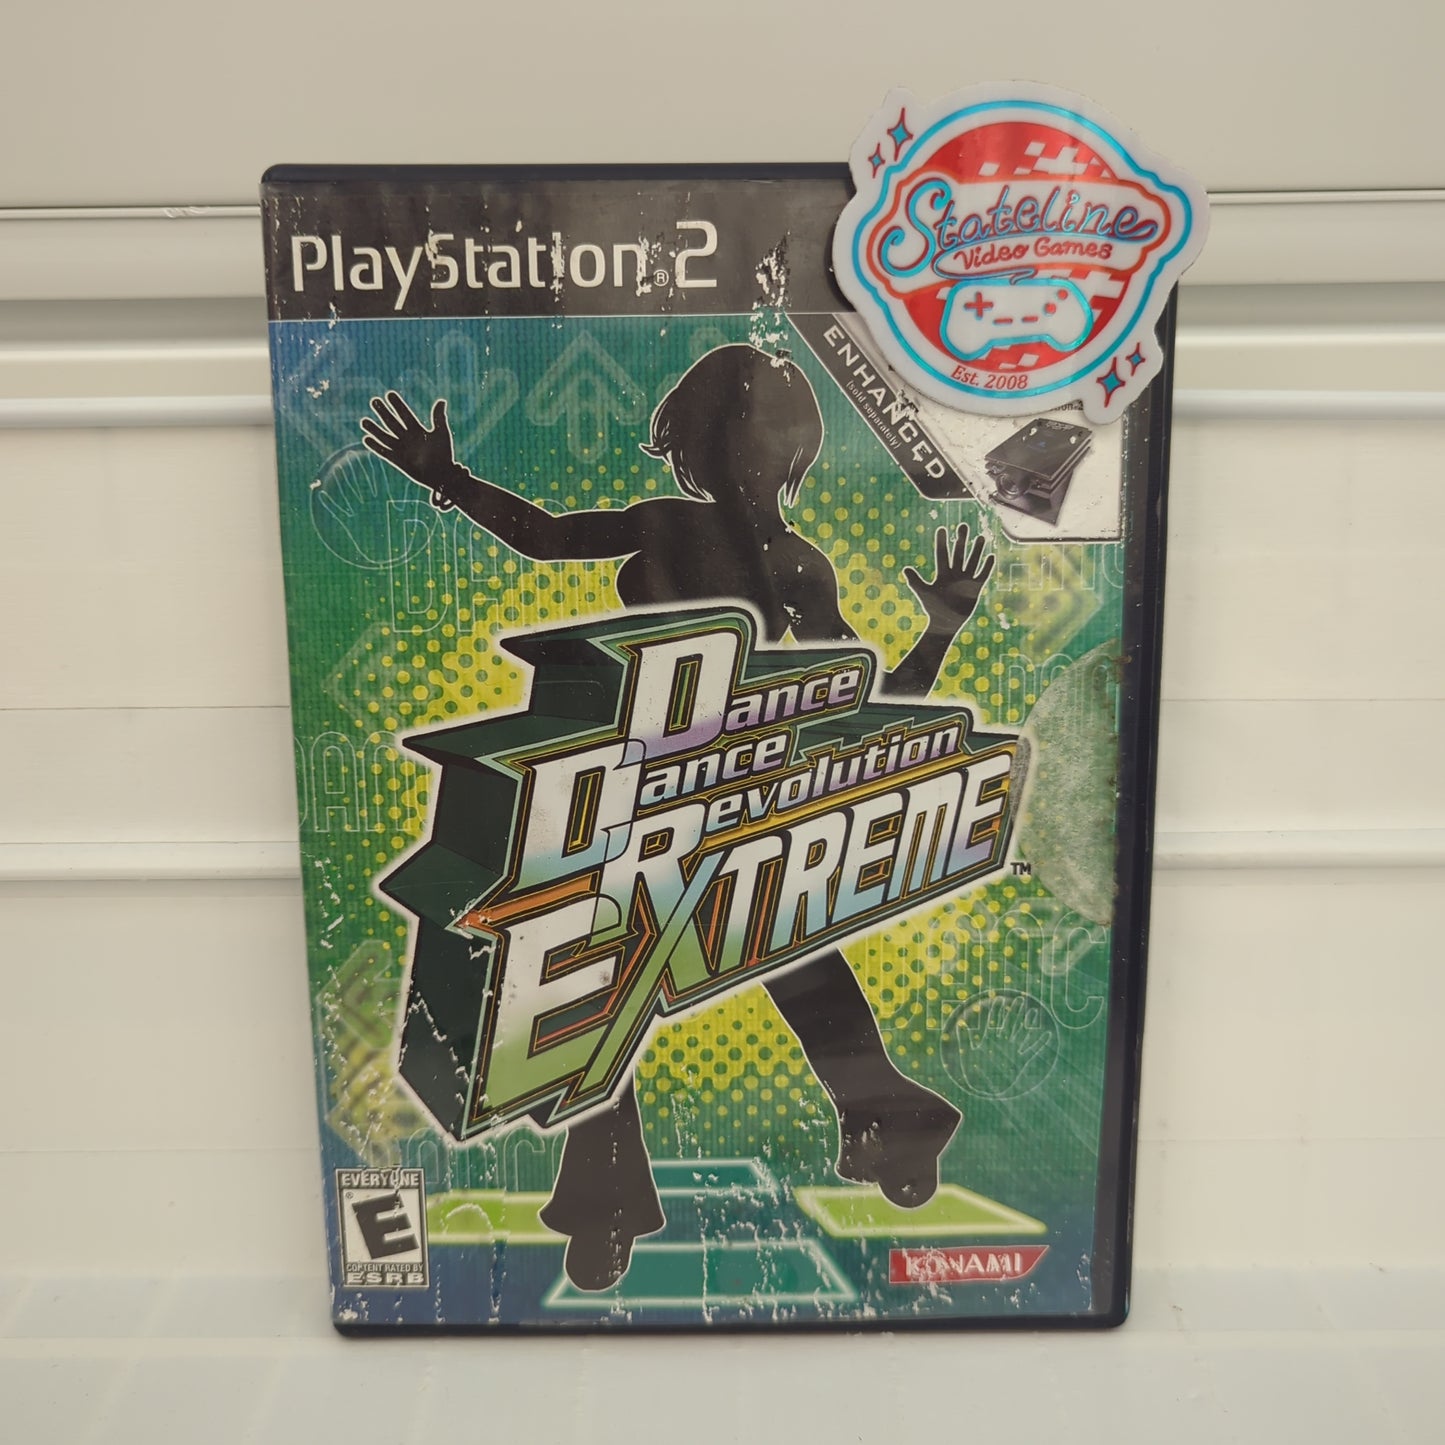 PlayStation®2
Stateline
Video Games
Est. 2008
ENHANCED
(sold separately)
Dance
Dance
Revolution
EXTREME
TM
EVERYONE
E
®
CONTENT RATED BY
ESRB
KONAMI